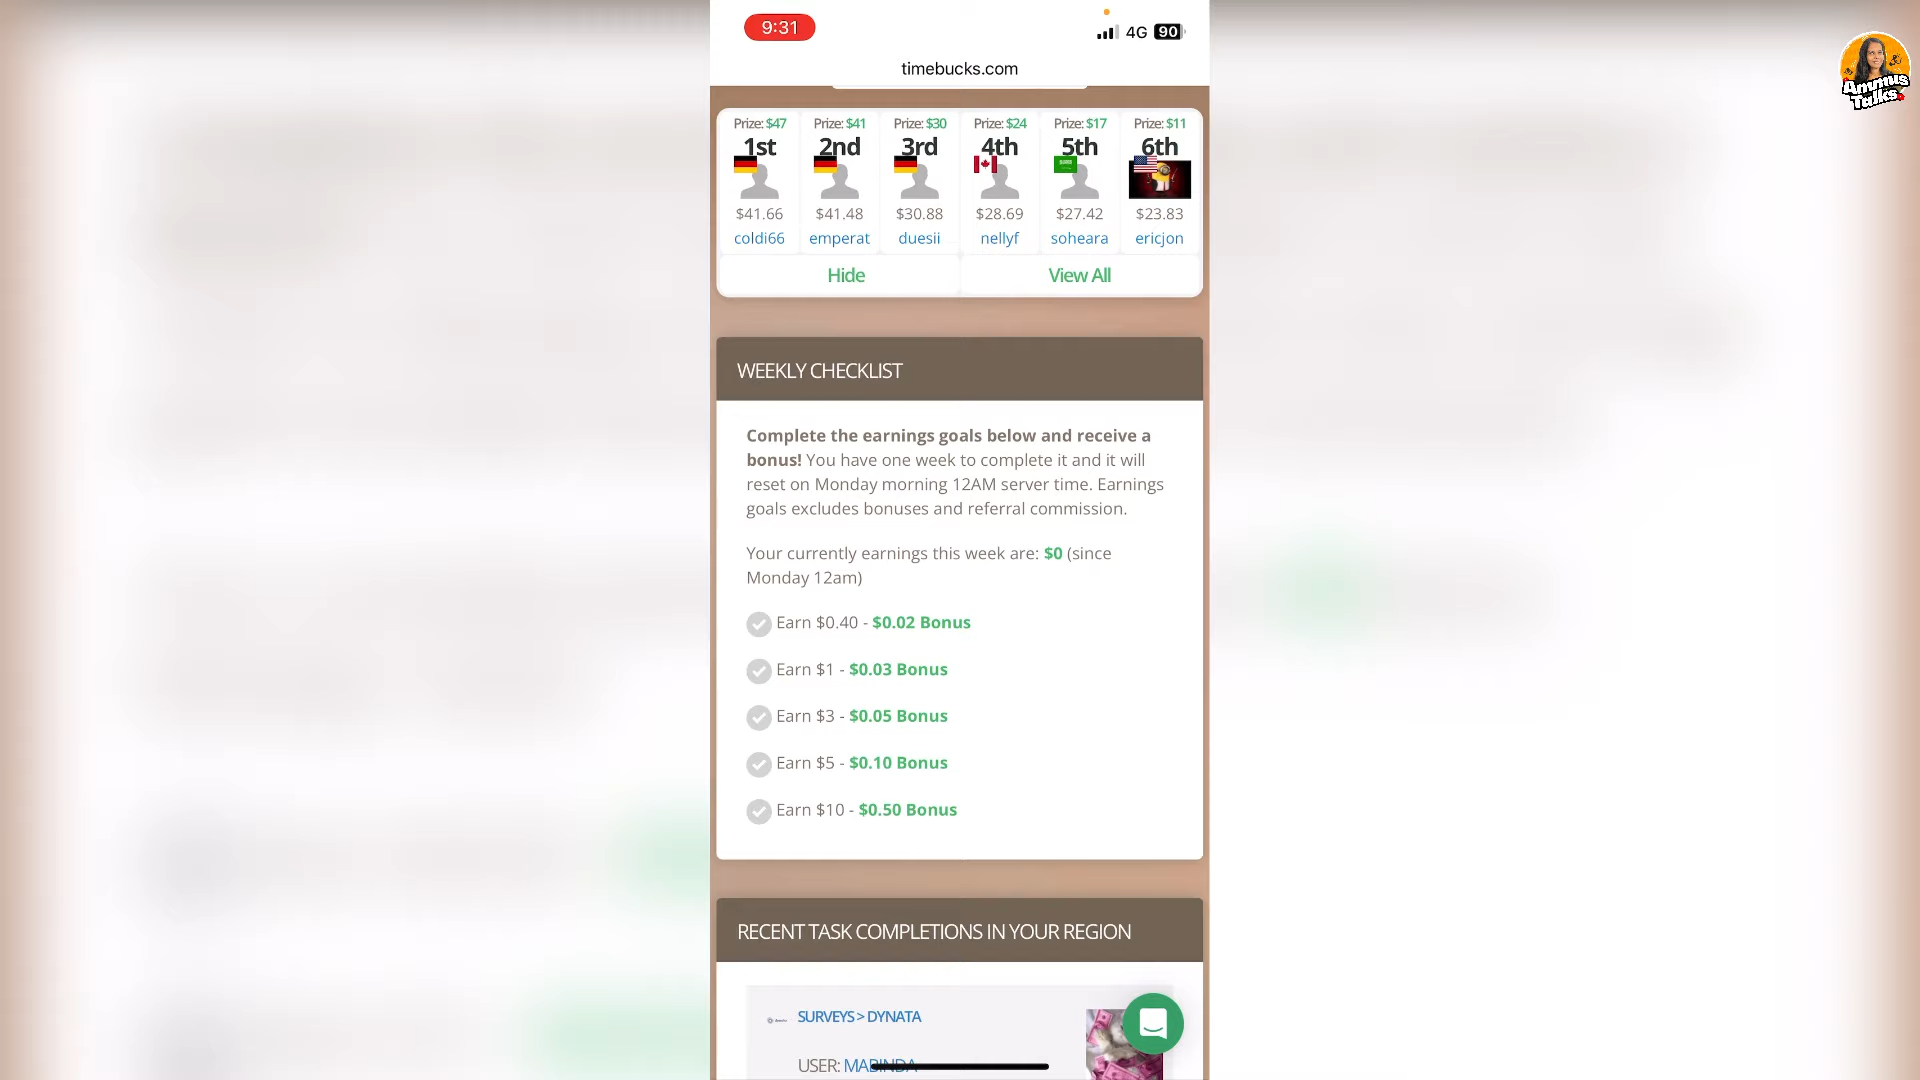 9:31
4G 90
timebucks.com
Prize: $47 Prize: $41 Prize: $30 Prize: $24 Prize: $17 Prize: $11
1st 2nd 3rd 4th 5th 6th
$41.66 $41.48 $30.88 $28.69 $27.42 $23.83
coldi66 emperat duesii nellyf soheara ericjon
Hide View All
WEEKLY CHECKLIST
Complete the earnings goals below and receive a
bonus! You have one week to complete it and it will
reset on Monday morning 12AM server time. Earnings
goals excludes bonuses and referral commission.
Your currently earnings this week are: $0 (since
Monday 12am)
Earn $0.40 - $0.02 Bonus
Earn $1 - $0.03 Bonus
Earn $3 - $0.05 Bonus
Earn $5 - $0.10 Bonus
Earn $10 - $0.50 Bonus
RECENT TASK COMPLETIONS IN YOUR REGION
SURVEYS > DYNATA
USER:
Ammus
Talks